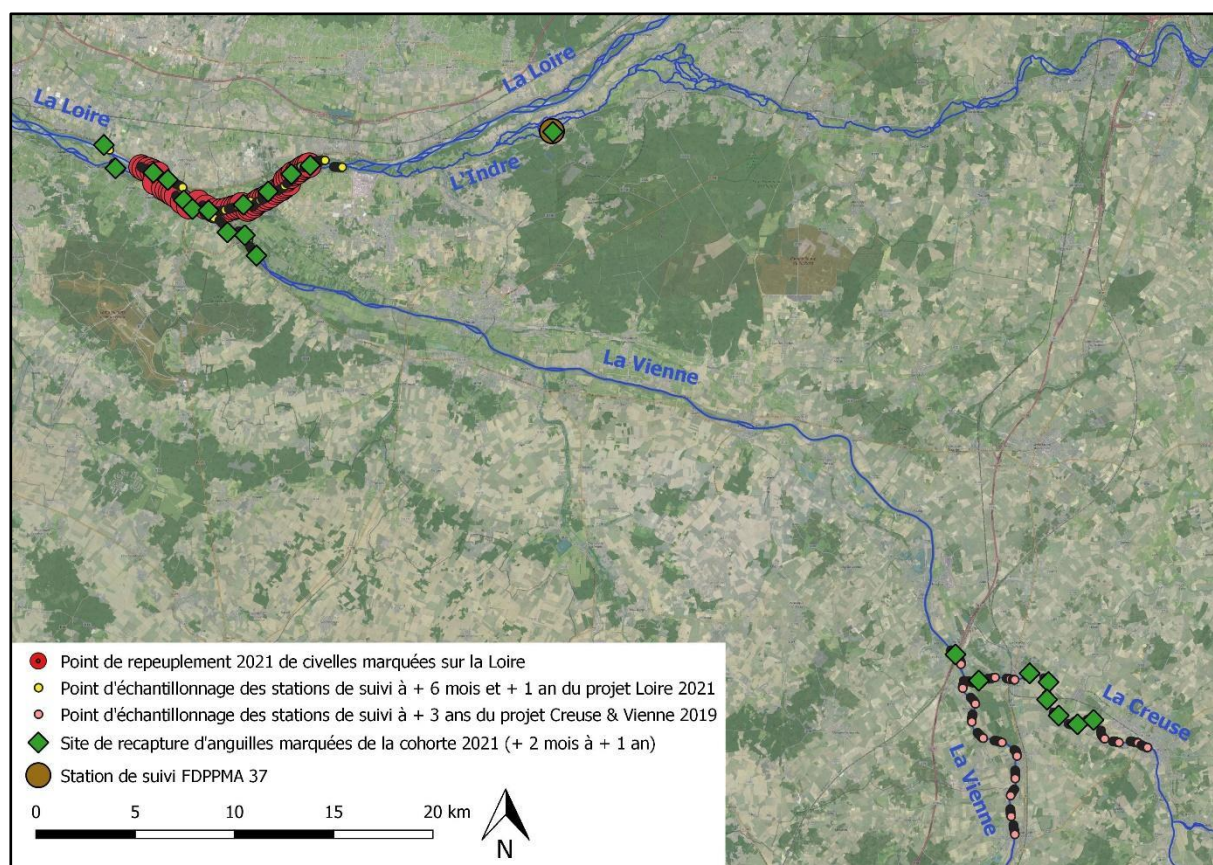 La Loire
La Loire
L'Indre
La Vienne
La Creuse
La Vienne
Point de repeuplement 2021 de civelles marquées sur la Loire
Point d'échantillonnage des stations de suivi à + 6 mois et + 1 an du projet Loire 2021
Point d'échantillonnage des stations de suivi à + 3 ans du projet Creuse & Vienne 2019
Site de recapture d'anguilles marquées de la cohorte 2021 (+ 2 mois à + 1 an)
Station de suivi FDPPMA 37
0 5 10 15 20 km
N